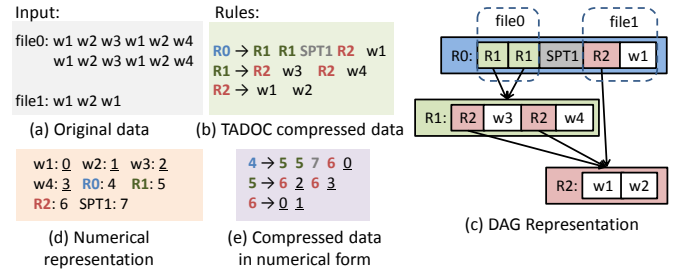 Input:
file0: w1 w2 w3 w1 w2 w4
w1 w2 w3 w1 w2 w4
file1: w1 w2 w1
(a) Original data
Rules:
R0 → R1 R1 SPT1 R2 w1
R1 → R2 w3 R2 w4
R2 → w1 w2
(b) TADOC compressed data
file0 file1
R0: R1 R1 SPT1 R2 w1
R1: R2 w3 R2 w4
R2: w1 w2
(c) DAG Representation
w1: 0 w2: 1 w3: 2
w4: 3 R0: 4 R1: 5
R2: 6 SPT1: 7
(d) Numerical
representation
4 → 5 5 7 6 0
5 → 6 2 6 3
6 → 0 1
(e) Compressed data
in numerical form